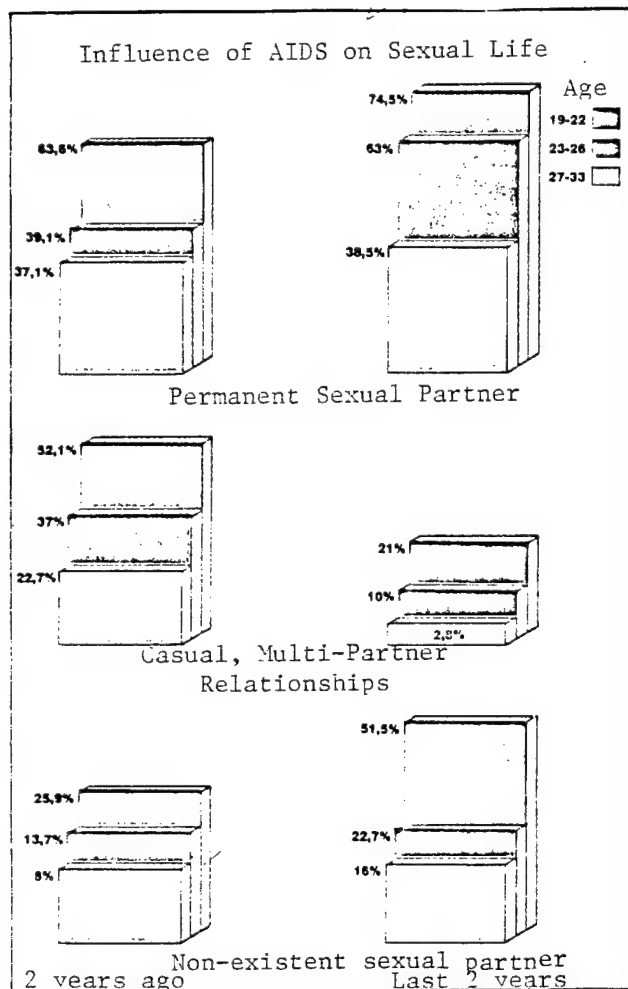 Influence of AIDS on Sexual Life
Age
19-22
23-26
27-33
63,6%
39,1%
37,1%
74,5%
63%
38,5%
Permanent Sexual Partner
52,1%
37%
22,7%
21%
10%
Casual, Multi-Partner
Relationships
25,9%
13,7%
8%
51,5%
22,7%
16%
Non-existent sexual partner
2 years ago
Last 2 years